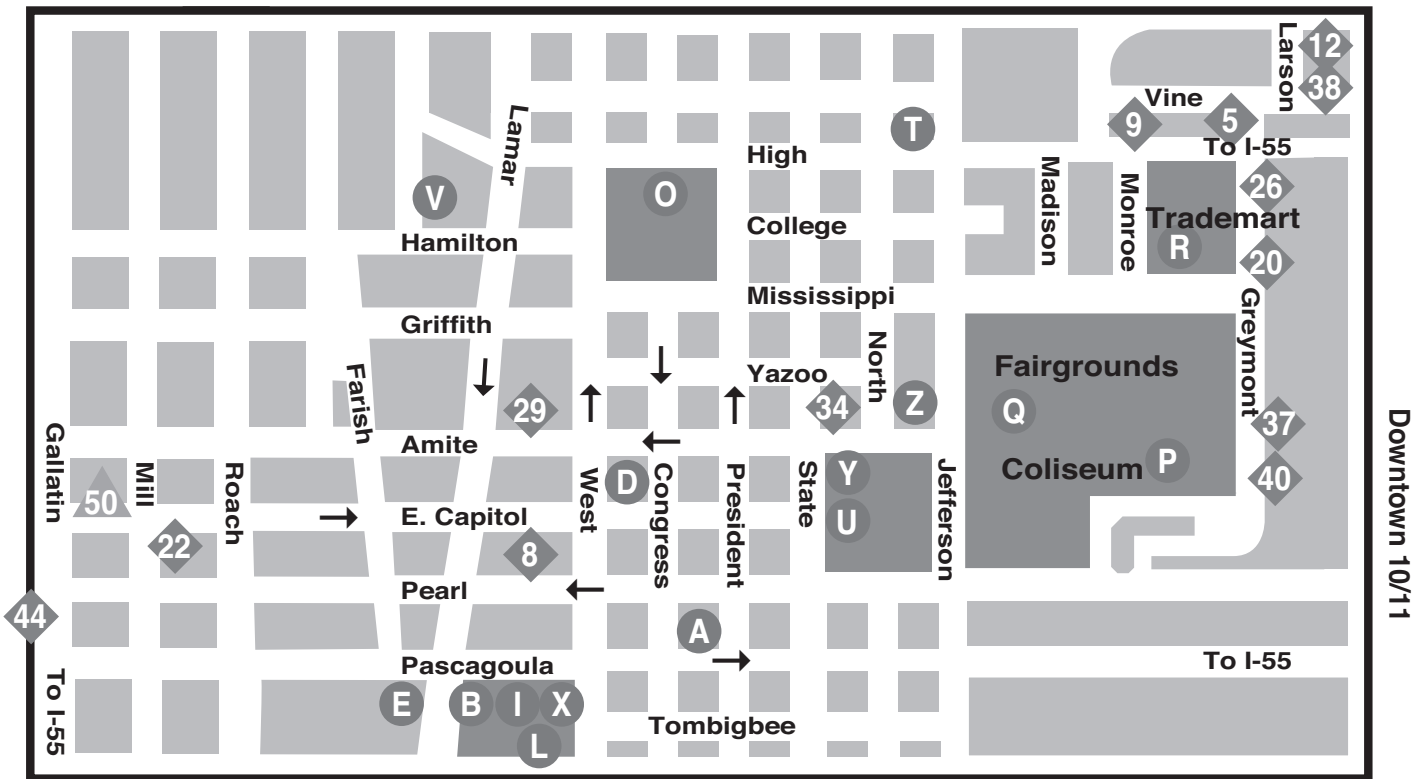 Larson
12
38
Vine
9
5
To I-55
T
Lamar
High
V
O
Madison
Monroe
26
Trademart
College
R
Hamilton
20
Mississippi
Greymont
Griffith
North
Fairgrounds
Farish
Yazoo
29
34
Z
Q
37
Amite
Gallatin
Mill
Roach
West
D
Congress
President
State
Y
Jefferson
Coliseum
P
40
50
E. Capitol
U
22
8
Pearl
44
A
Pascagoula
To I-55
To I-55
E
B
I
X
Tombigbee
L
Downtown 10/11